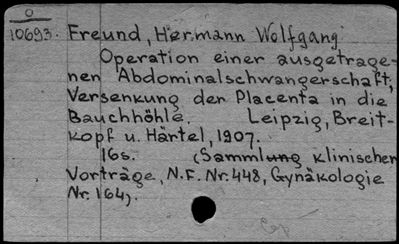 O
10693. Freund, Hermann Wolfgang
Operation einer ausgetrage-
nen Abdominalschwangerschaft,
Versenkung der Placenta in die
Bauchhöhle. Leipzig, Breit-
kopf u. Härtel, 1907.
16s. (Sammlung klinischer
Vorträge, N.F. Nr. 448, Gynäkologie
Nr. 164).